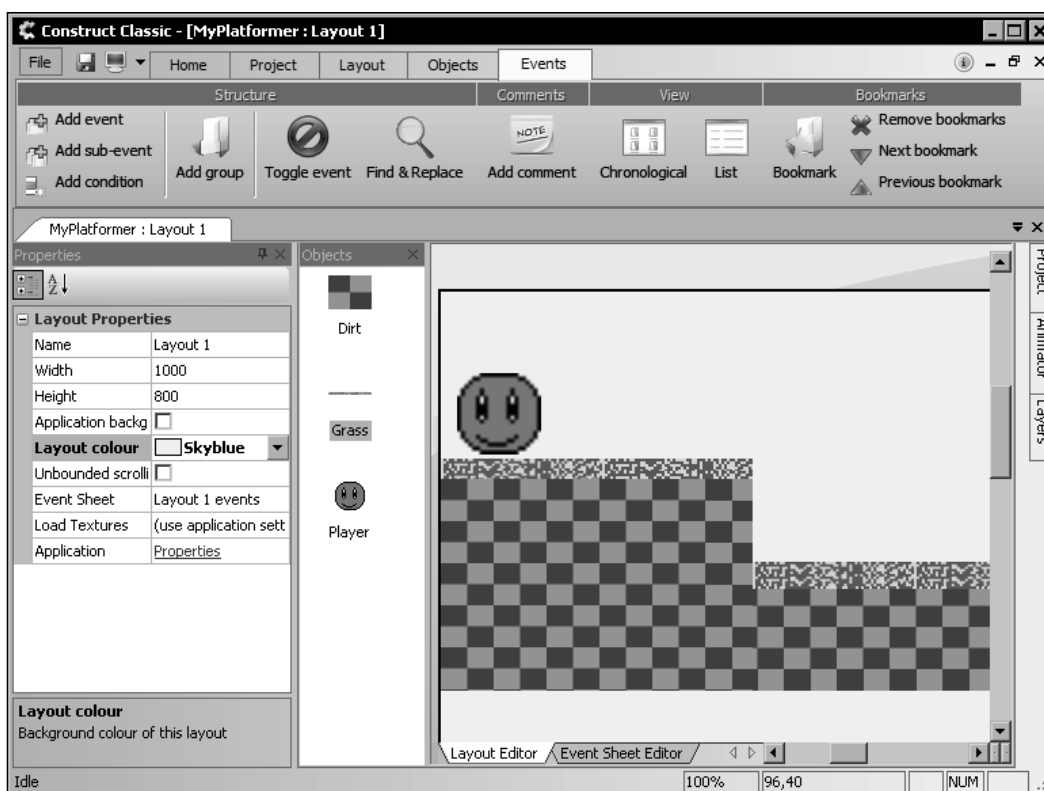 Construct Classic - [MyPlatformer : Layout 1]
File Home Project Layout Objects Events
Structure Comments View Bookmarks
Add event
Add sub-event
Add condition
Add group
Toggle event
Find & Replace
NOTE
Add comment
Chronological
List
Bookmark
Remove bookmarks
Next bookmark
Previous bookmark
MyPlatformer : Layout 1
Properties
A
Z
Layout Properties
Name Layout 1
Width 1000
Height 800
Application backg
Layout colour Skyblue
Unbounded scrolli
Event Sheet Layout 1 events
Load Textures (use application sett
Application Properties
Layout colour
Background colour of this layout
Objects
Dirt
Grass
Player
Project
Animator
Layers
Layout Editor Event Sheet Editor
Idle 100% 96,40 NUM